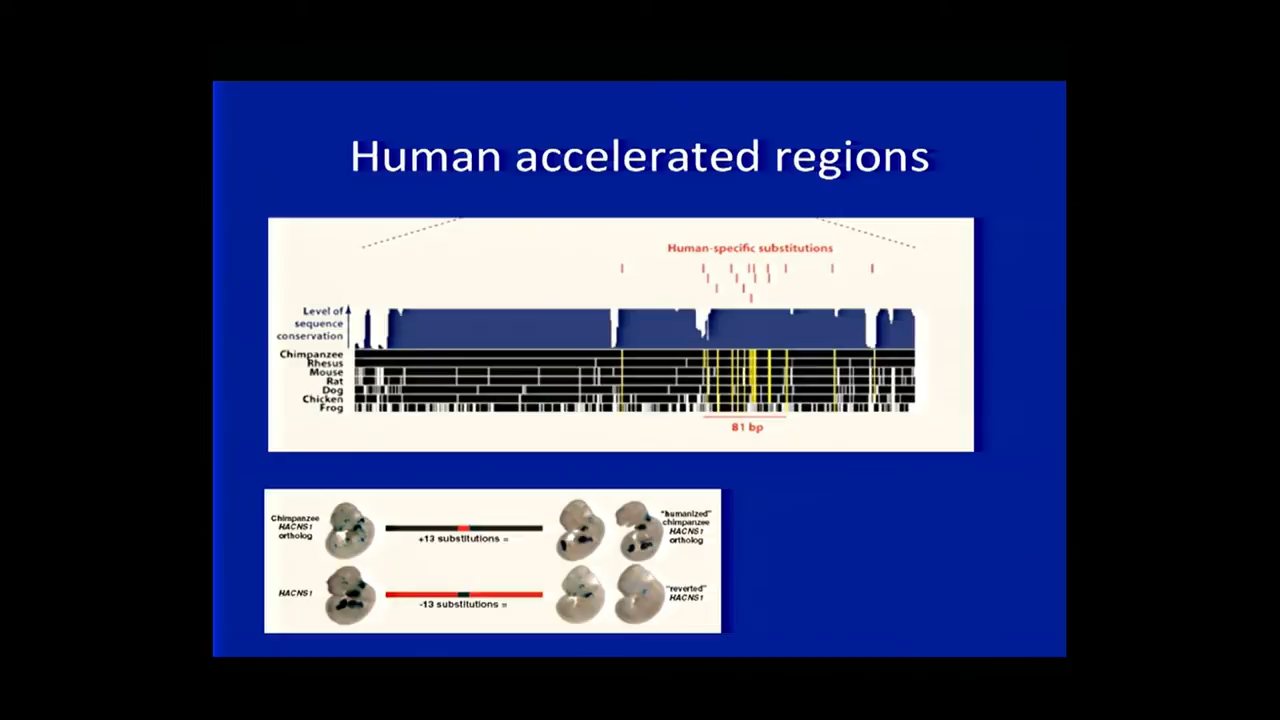 Human accelerated regions
Human-specific substitutions
Level of
sequence
conservation
Chimpanzee
Rhesus
Mouse
Rat
Dog
Chicken
Frog
81 bp
Chimpanzee
HACNS1
ortholog
+13 substitutions =
"humanized"
chimpanzee
HACNS1
ortholog
HACNS1
-13 substitutions =
"reverted"
HACNS1